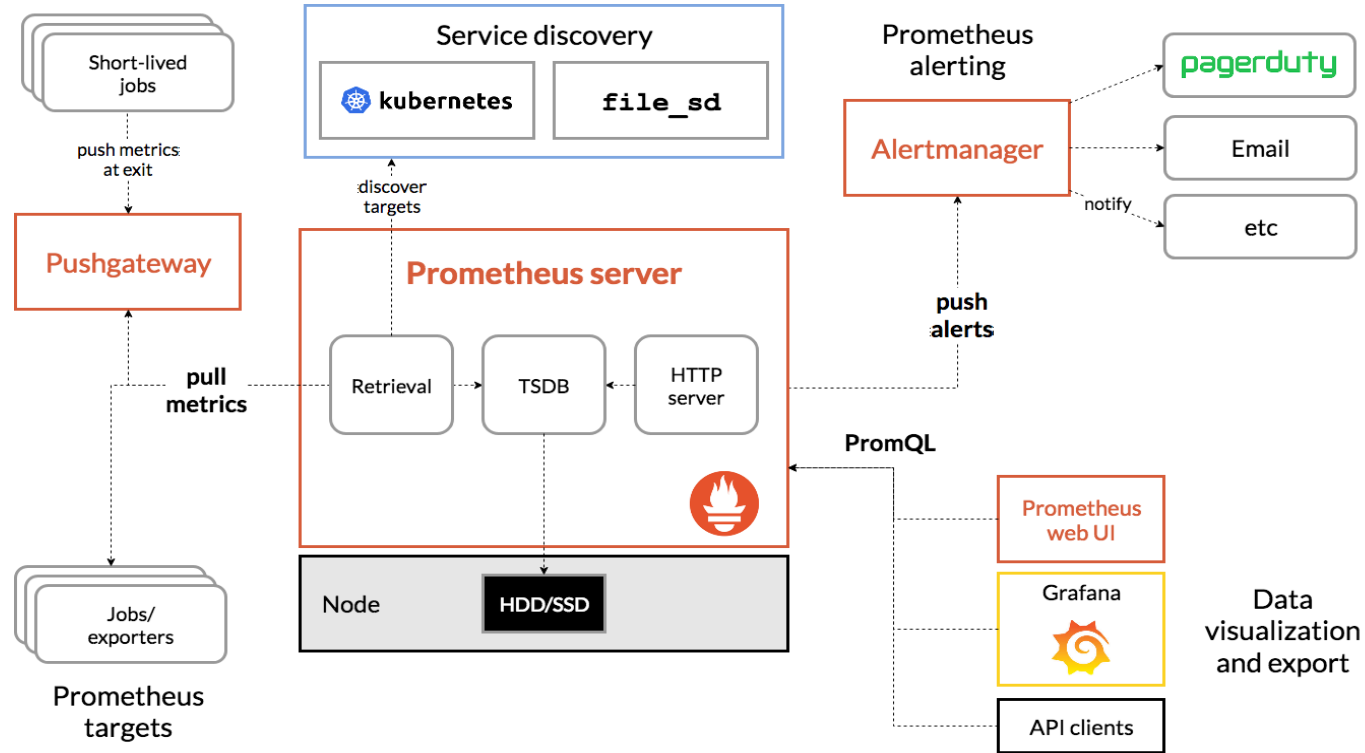 Short-lived
jobs
push metrics
at exit
Pushgateway
pull
metrics
Jobs/
exporters
Prometheus
targets
Service discovery
kubernetes
file_sd
discover
targets
Prometheus server
Retrieval
TSDB
HTTP
server
Node
HDD/SSD
Prometheus
alerting
Alertmanager
pagerduty
Email
notify
etc
push
alerts
PromQL
Prometheus
web UI
Grafana
API clients
Data
visualization
and export